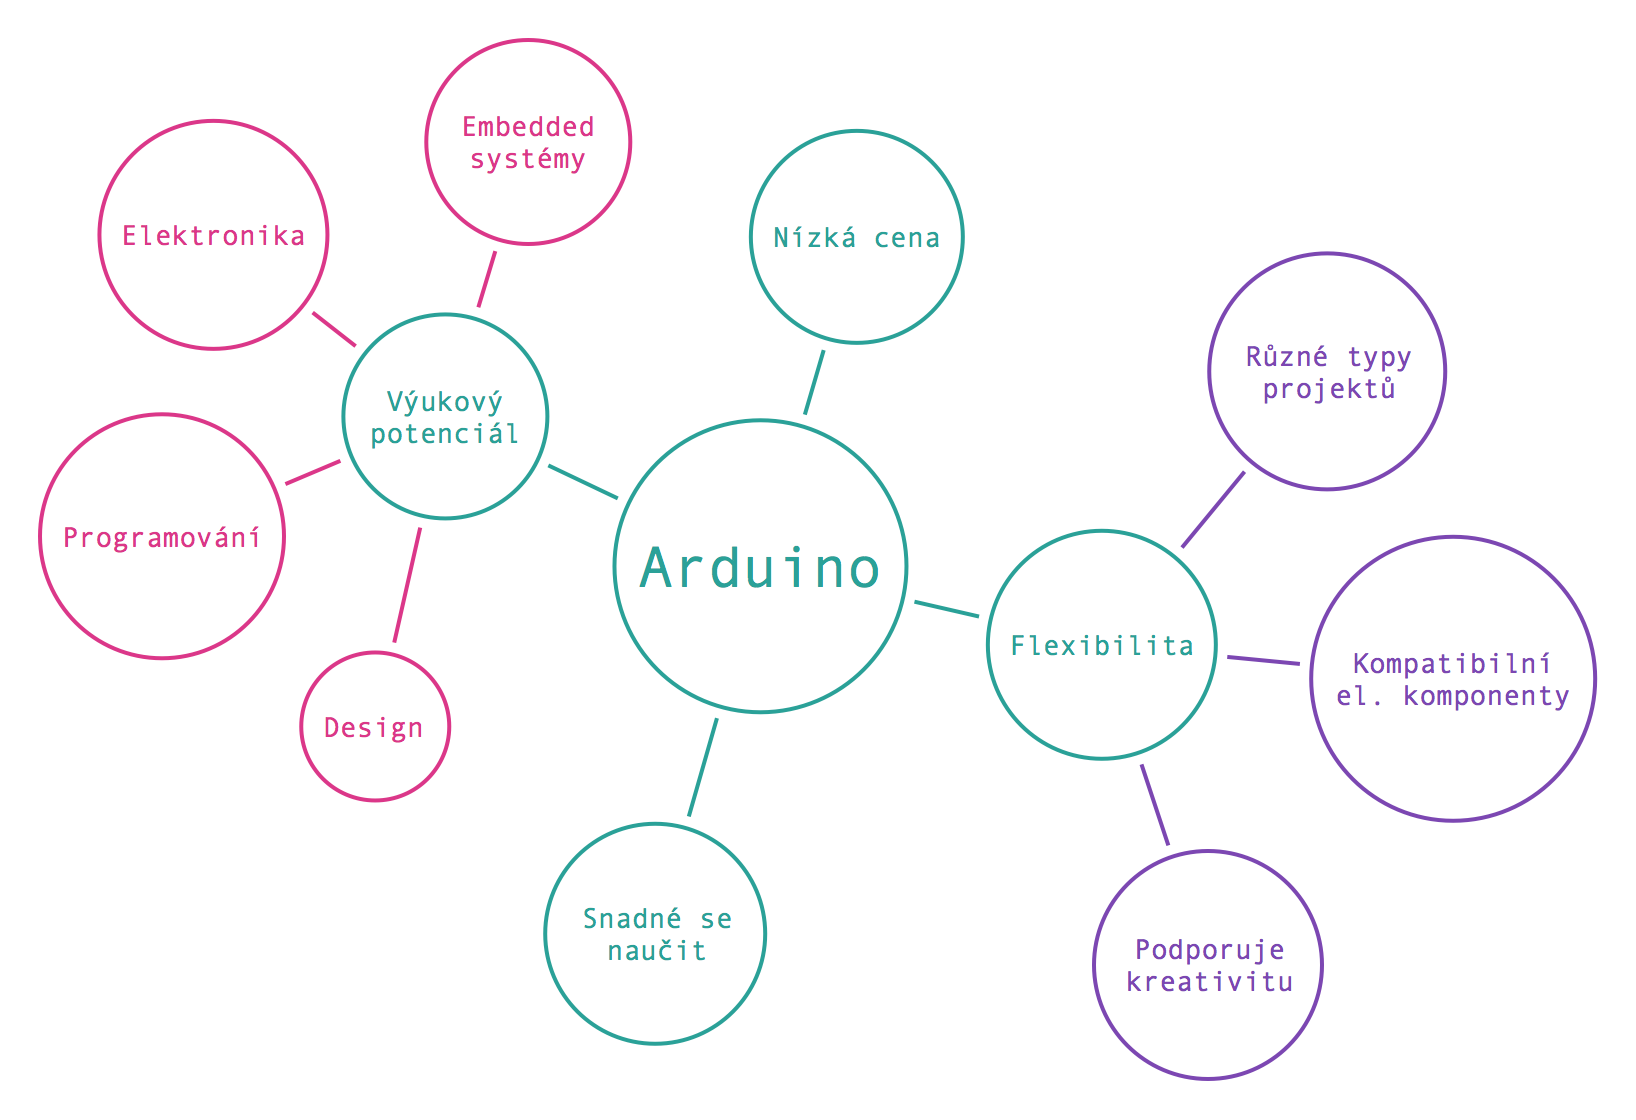 Embedded
systémy
Elektronika
Nízká cena
Různé typy
projektů
Výukový
potenciál
Programování
Arduino
Flexibilita
Kompatibilní
el. komponenty
Design
Snadné se
naučit
Podporuje
kreativitu